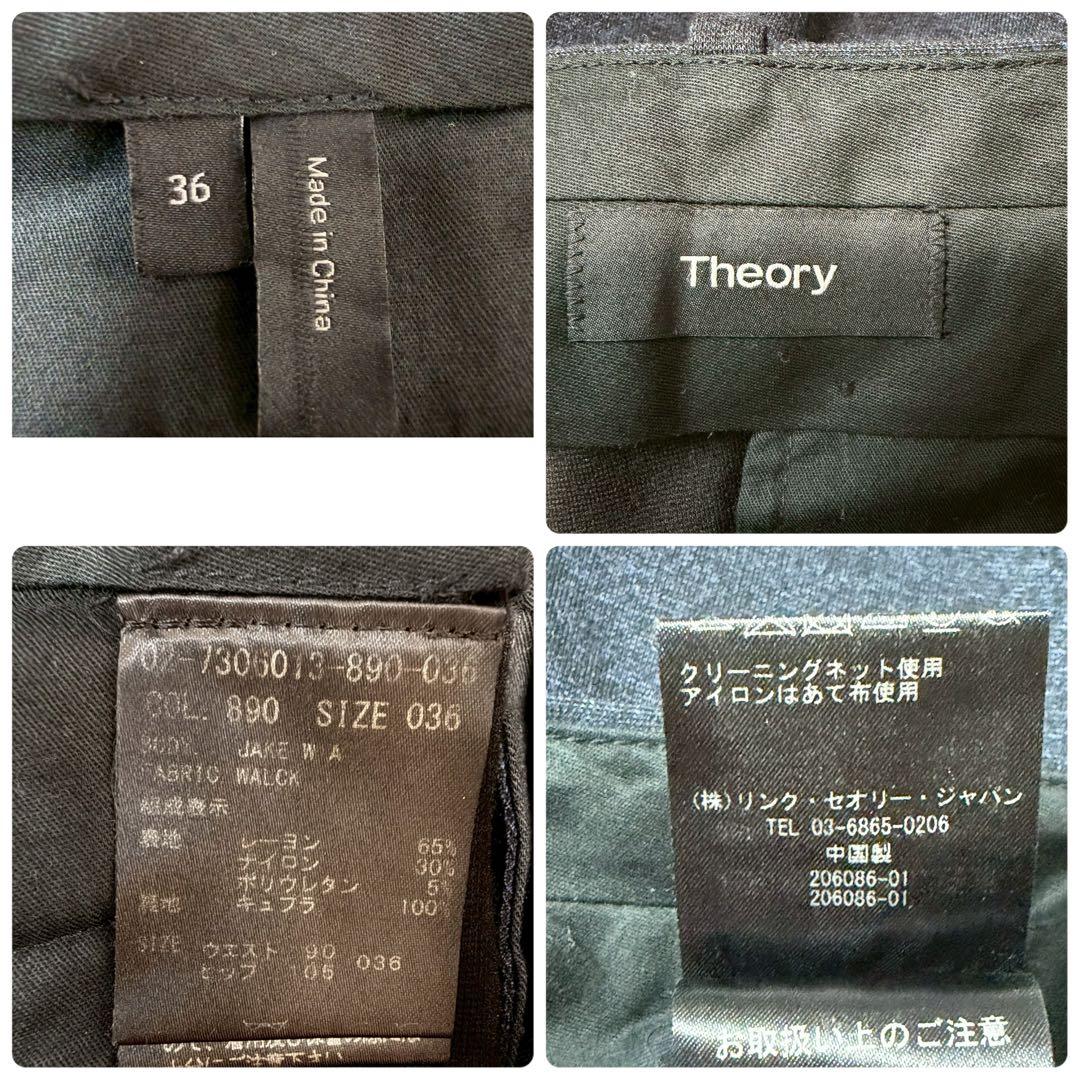 36
Made in China
Theory
02-7306013-890-036
COL. 890 SIZE 036
BODY JAKE W A
FABRIC WALCK
組成表示
表地 レーヨン 65%
ナイロン 30%
ポリウレタン 5%
裏地 キュプラ 100%
SIZE ウエスト 90 036
ヒップ 105
クリーニングネット使用
アイロンはあて布使用
(株)リンク・セオリー・ジャパン
TEL 03-6865-0206
中国製
206086-01
206086-01
お取扱い上のご注意